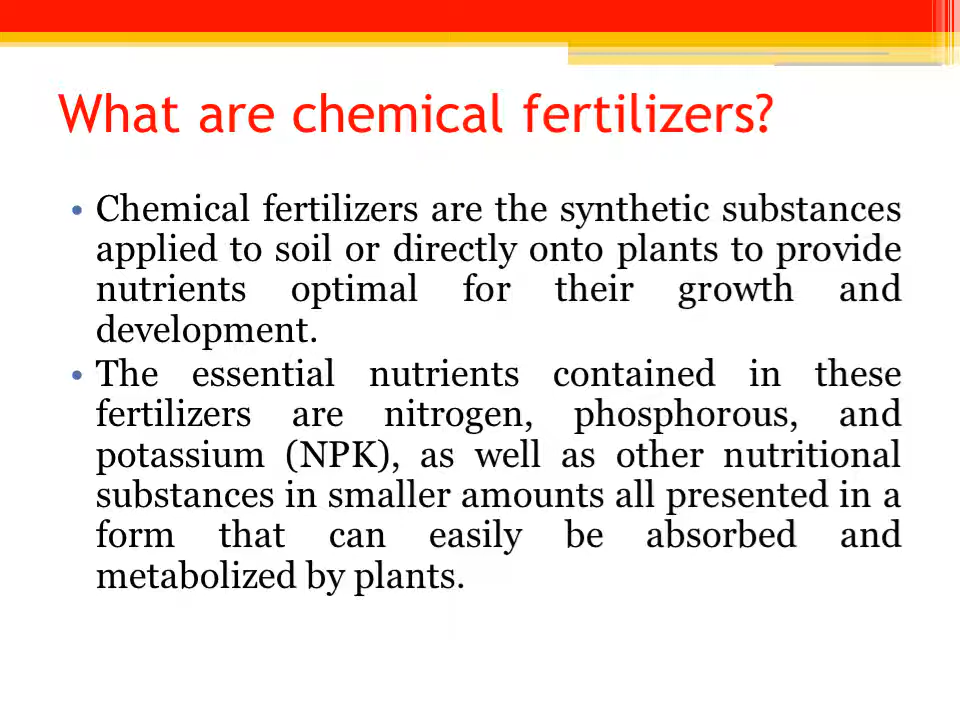 What are chemical fertilizers?
• Chemical fertilizers are the synthetic substances
applied to soil or directly onto plants to provide
nutrients optimal for their growth and
development.
• The essential nutrients contained in these
fertilizers are nitrogen, phosphorous, and
potassium (NPK), as well as other nutritional
substances in smaller amounts all presented in a
form that can easily be absorbed and
metabolized by plants.